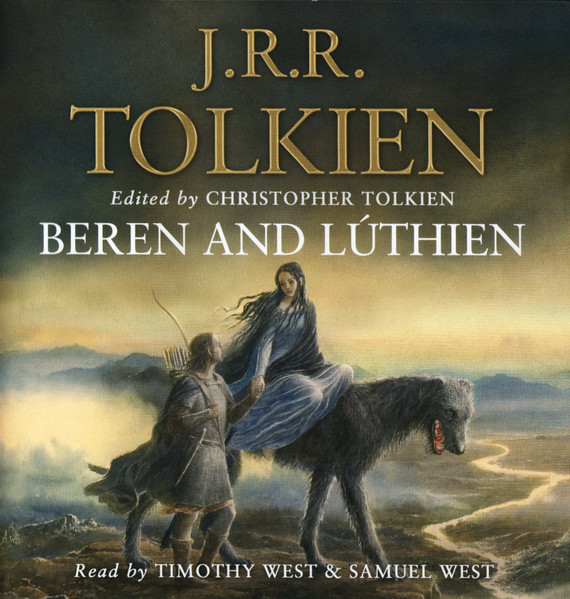 J.R.R.
TOLKIEN
Edited by CHRISTOPHER TOLKIEN
BEREN AND LÚTHIEN
Read by TIMOTHY WEST & SAMUEL WEST